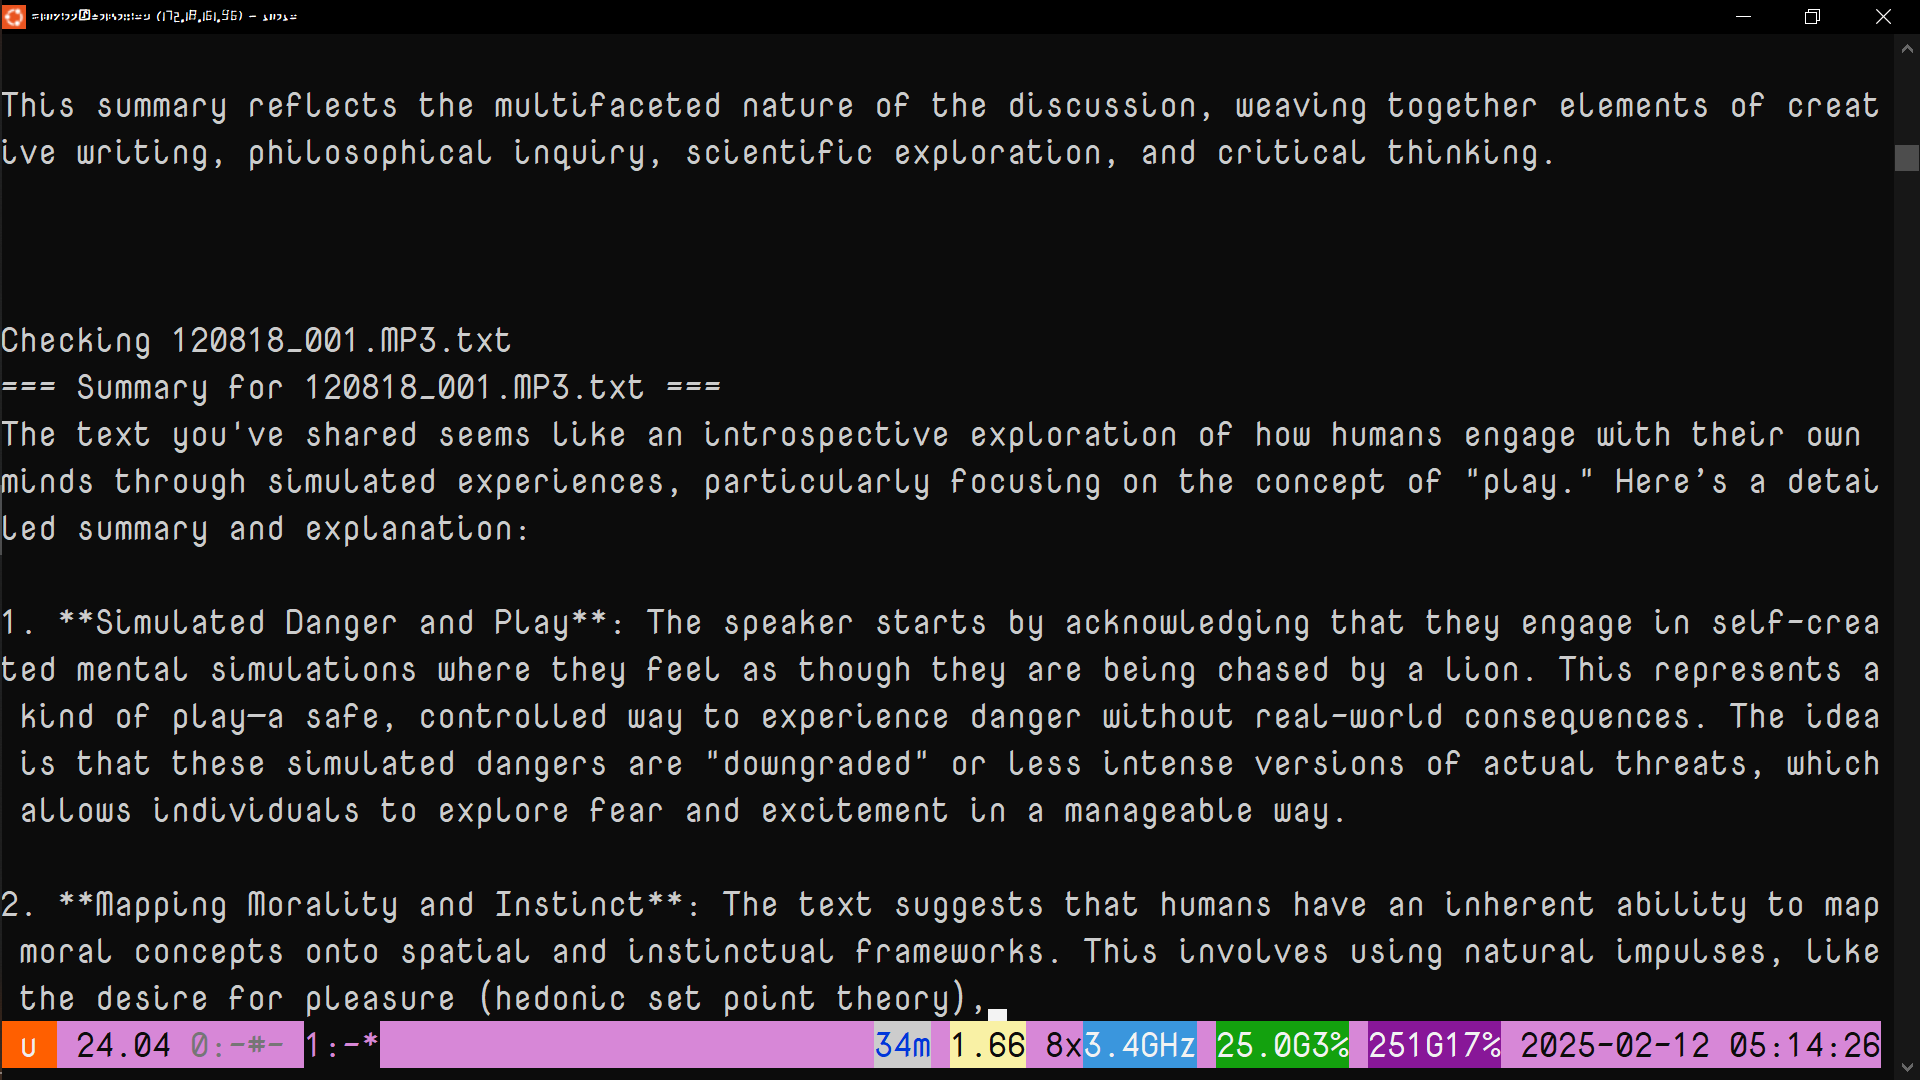 This summary reflects the multifaceted nature of the discussion, weaving together elements of creat
ive writing, philosophical inquiry, scientific exploration, and critical thinking.
Checking 120818_001.MP3.txt
=== Summary for 120818_001.MP3.txt ===
The text you've shared seems like an introspective exploration of how humans engage with their own
minds through simulated experiences, particularly focusing on the concept of "play." Here’s a detai
led summary and explanation:
1. **Simulated Danger and Play**: The speaker starts by acknowledging that they engage in self-crea
ted mental simulations where they feel as though they are being chased by a lion. This represents a
kind of play—a safe, controlled way to experience danger without real-world consequences. The idea
is that these simulated dangers are "downgraded" or less intense versions of actual threats, which
allows individuals to explore fear and excitement in a manageable way.
2. **Mapping Morality and Instinct**: The text suggests that humans have an inherent ability to map
moral concepts onto spatial and instinctual frameworks. This involves using natural impulses, like
the desire for pleasure (hedonic set point theory),
u 24.04 0:-#- 1:-* 34m 1.66 8x3.4GHz 25.0G3% 251G17% 2025-02-12 05:14:26